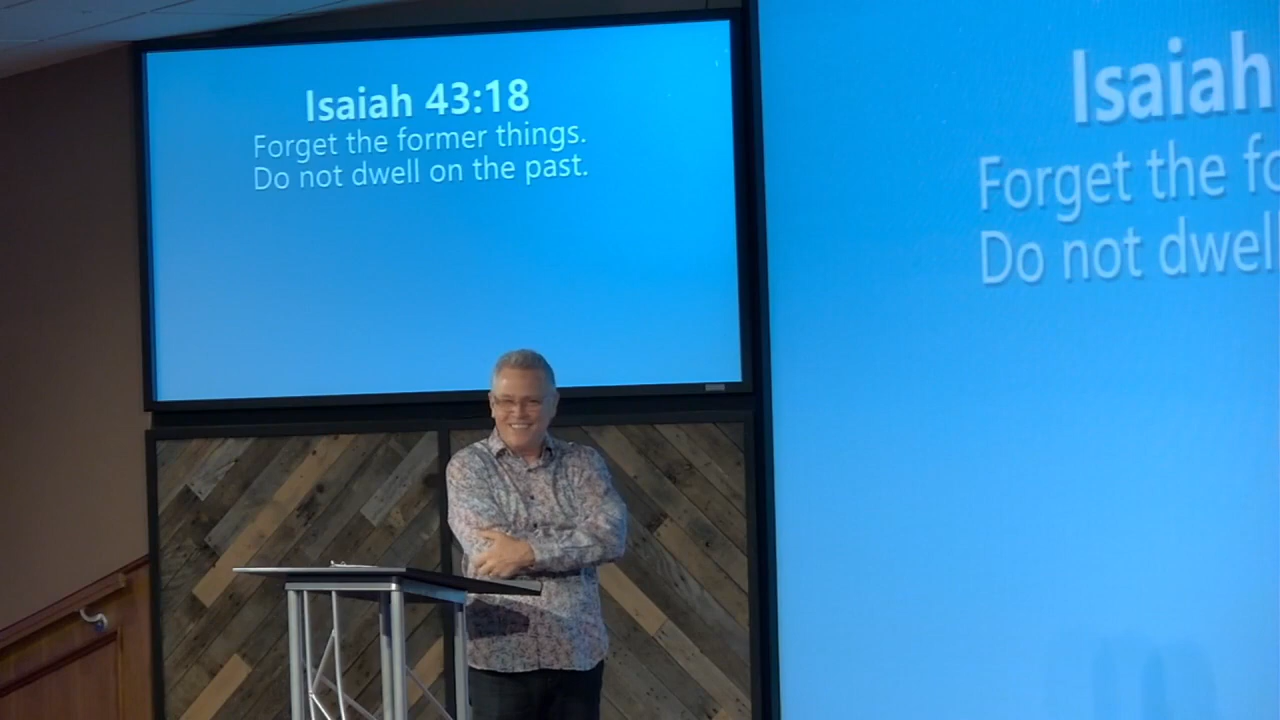 Isaiah 43:18
Forget the former things.
Do not dwell on the past.
Isaiah
Forget the
Do not dwell